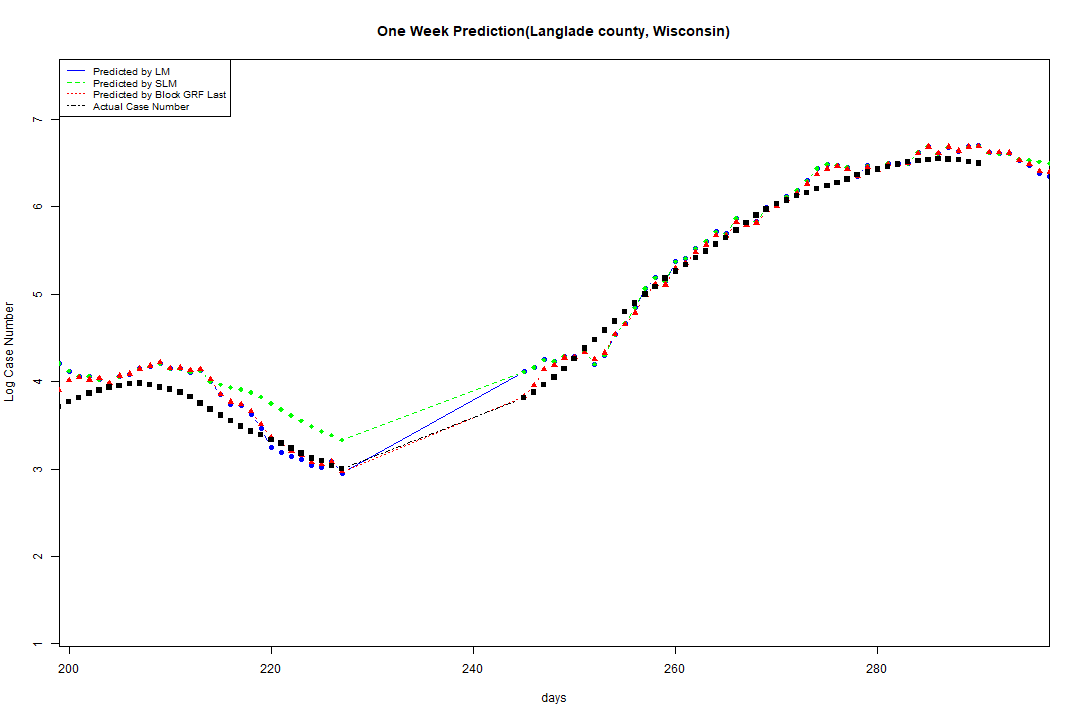 One Week Prediction(Langlade county, Wisconsin)
Predicted by LM
Predicted by SLM
Predicted by Block GRF Last
Actual Case Number
7
6
5
4
3
2
1
Log Case Number
200 220 240 260 280
days